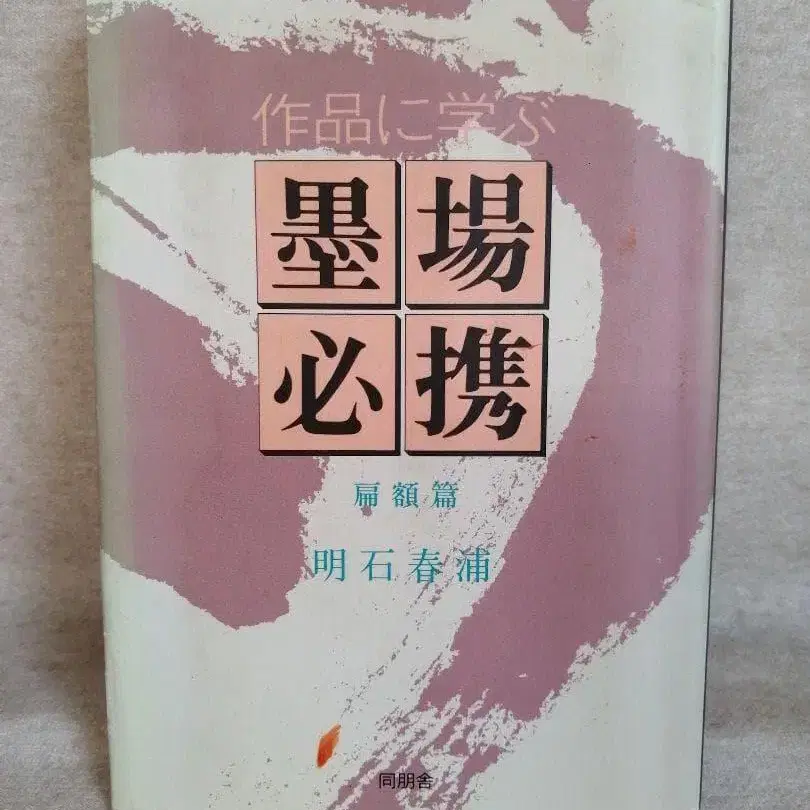 作品に学ぶ
墨場
必携
扁額篇
明石春浦
同朋舎